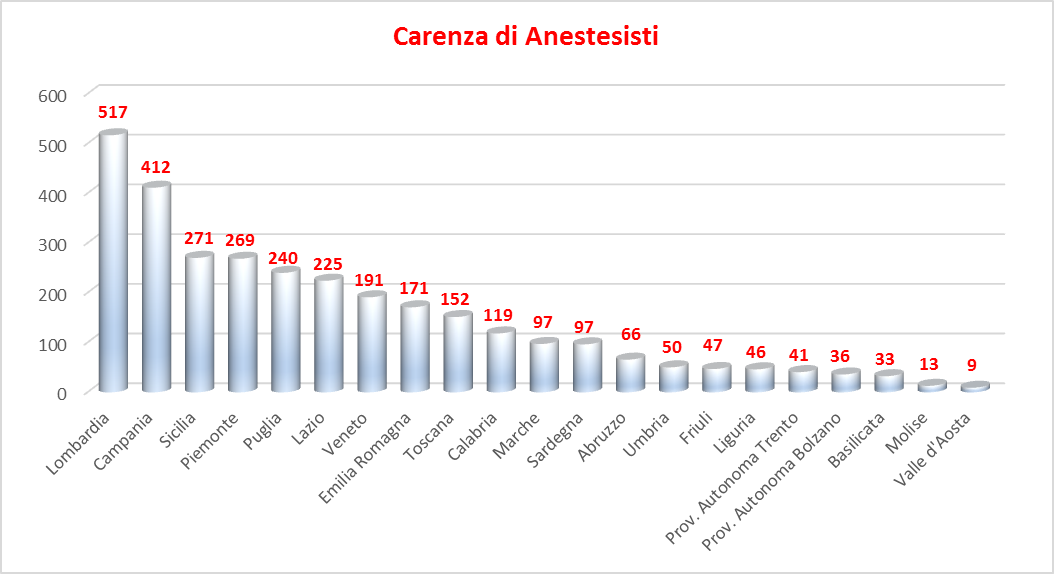 Carenza di Anestesisti
600
500
400
300
200
100
0
517
412
271
269
240
225
191
171
152
119
97
97
66
50
47
46
41
36
33
13
9
Lombardia
Campania
Sicilia
Piemonte
Puglia
Lazio
Veneto
Emilia Romagna
Toscana
Calabria
Marche
Sardegna
Abruzzo
Umbria
Friuli
Liguria
Prov. Autonoma Trento
Prov. Autonoma Bolzano
Basilicata
Molise
Valle d'Aosta